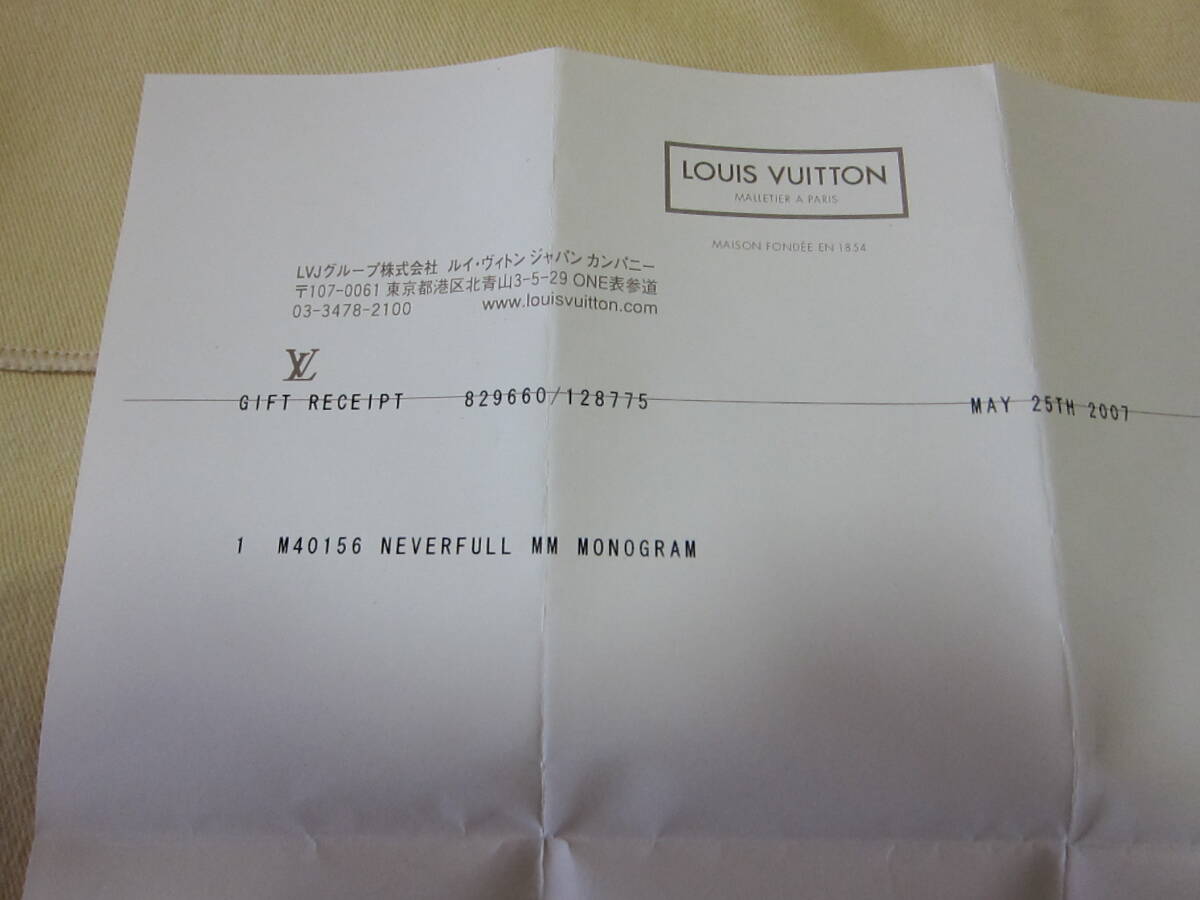 LOUIS VUITTON
MALLETIER A PARIS
MAISON FONDÉE EN 1854
LVJグループ株式会社 ルイ・ヴィトン ジャパン カンパニー
〒107-0061 東京都港区北青山3-5-29 ONE表参道
03-3478-2100 www.louisvuitton.com
LV
GIFT RECEIPT 829660/128775 MAY 25TH 2007
1 M40156 NEVERFULL MM MONOGRAM